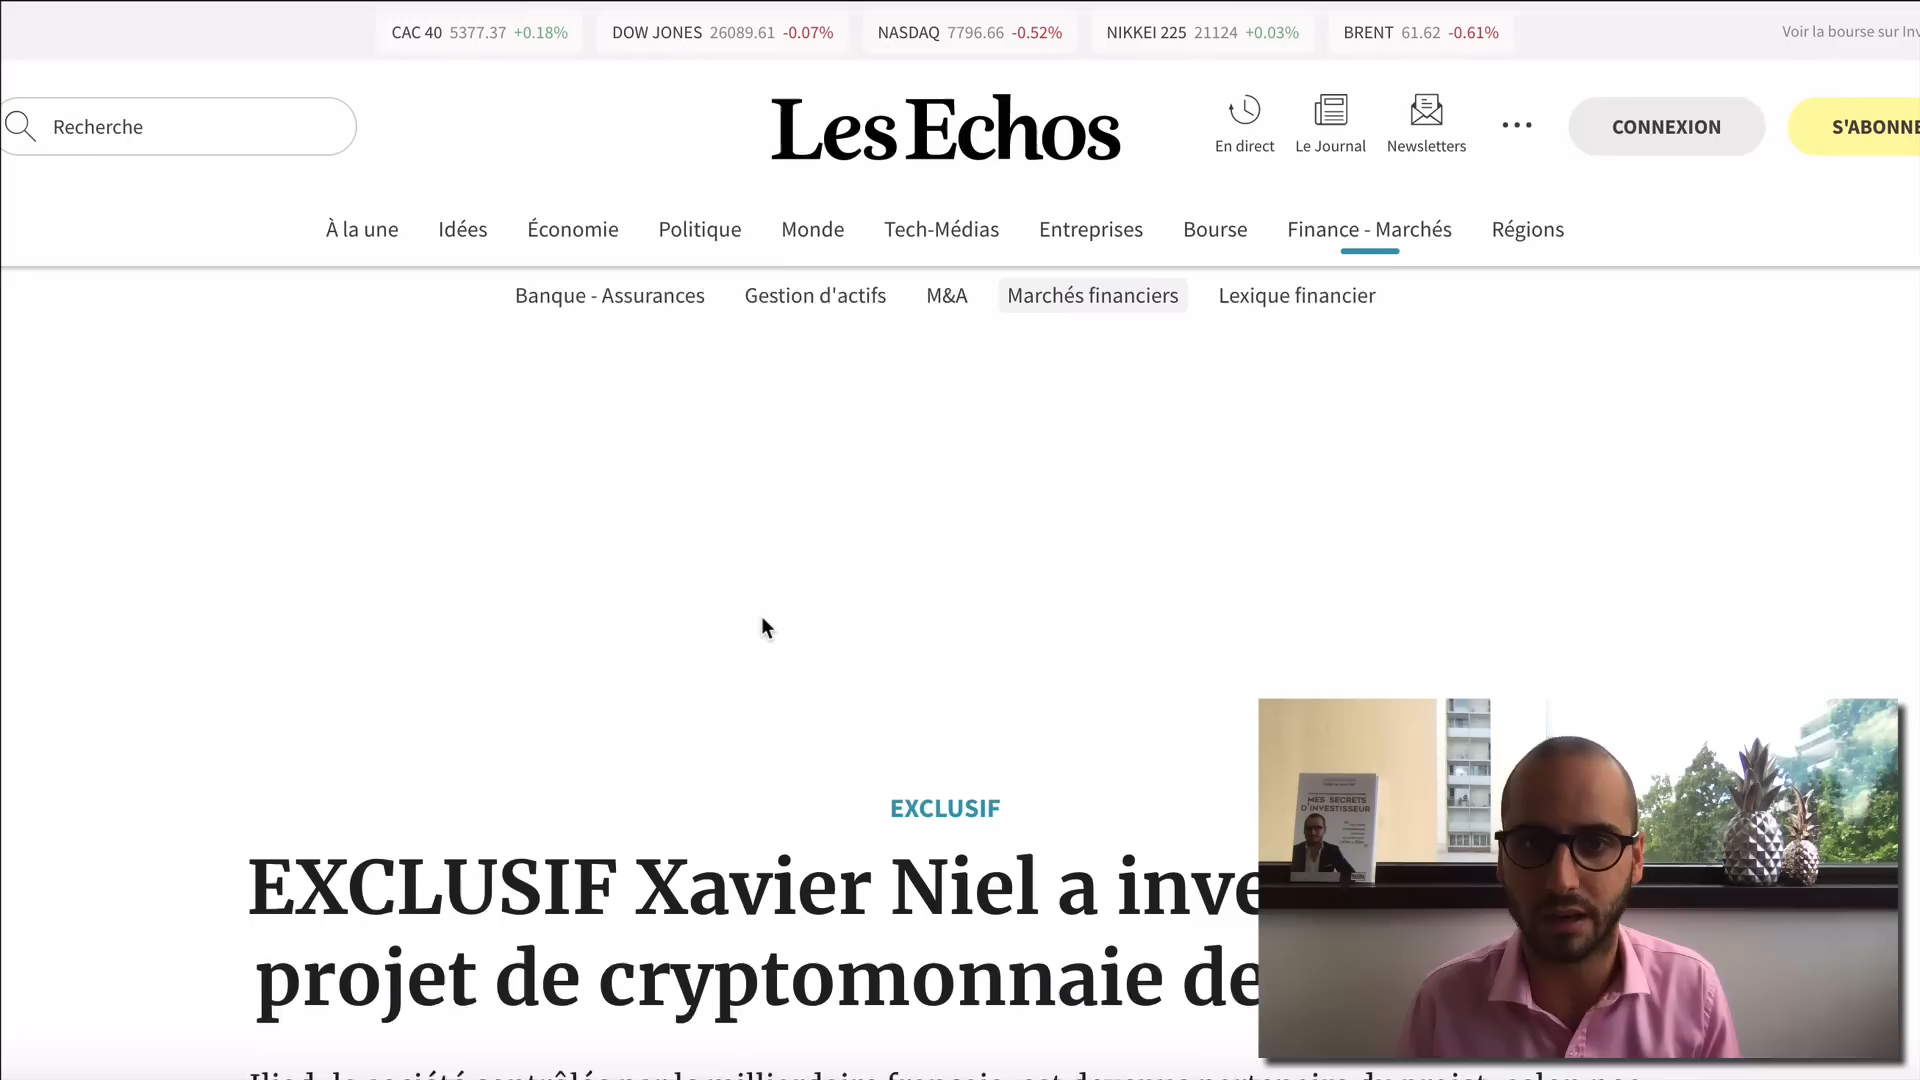 CAC 40 5377.37 +0.18% DOW JONES 26089.61 -0.07% NASDAQ 7796.66 -0.52% NIKKEI 225 21124 +0.03% BRENT 61.62 -0.61% Voir la bourse sur Inv
Recherche
Les Echos
En direct Le Journal Newsletters
CONNEXION
S'ABONNE
À la une Idées Économie Politique Monde Tech-Médias Entreprises Bourse Finance - Marchés Régions
Banque - Assurances Gestion d'actifs M&A Marchés financiers Lexique financier
EXCLUSIF
EXCLUSIF Xavier Niel a inve
projet de cryptomonnaie de
MES SECRETS
D'INVESTISSEUR